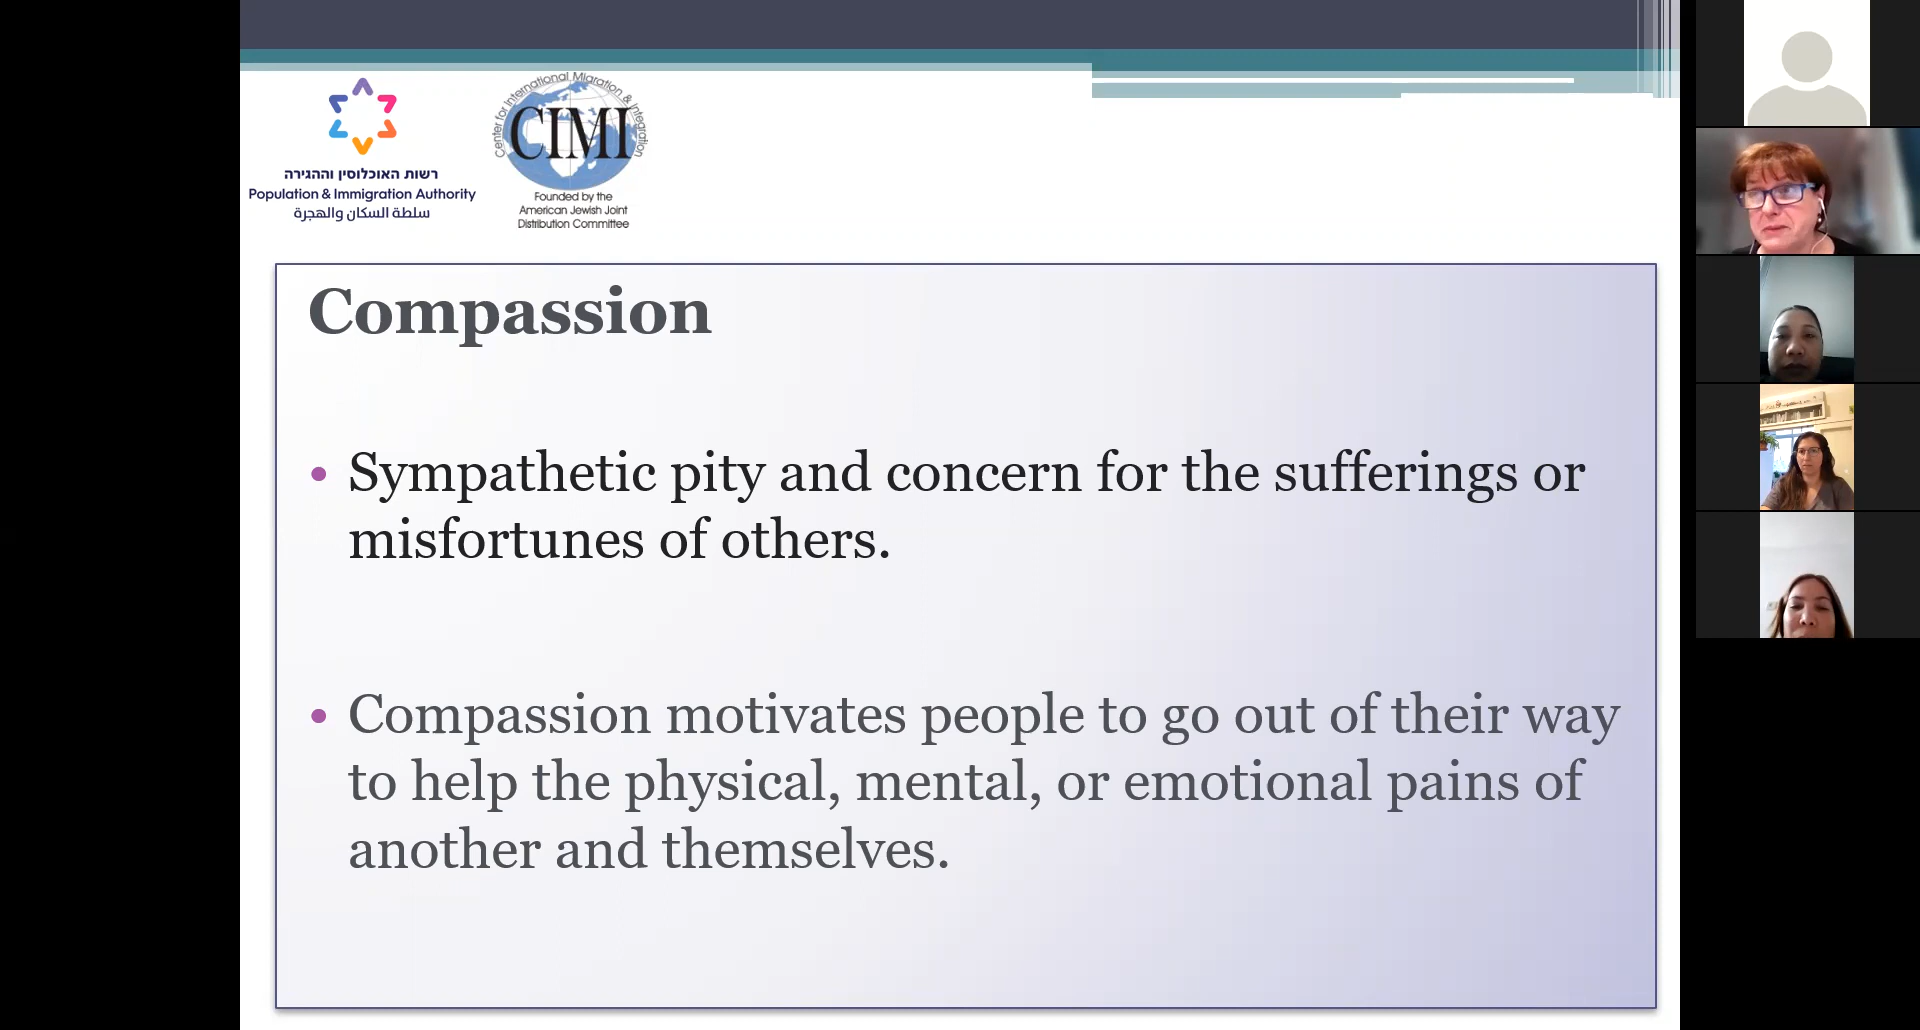 רשות האוכלוסין וההגירה
Population & Immigration Authority
سلطة السكان والهجرة
Center for International Migration & Integration
CIMI
Founded by the
American Jewish Joint
Distribution Committee
Compassion
• Sympathetic pity and concern for the sufferings or
misfortunes of others.
• Compassion motivates people to go out of their way
to help the physical, mental, or emotional pains of
another and themselves.